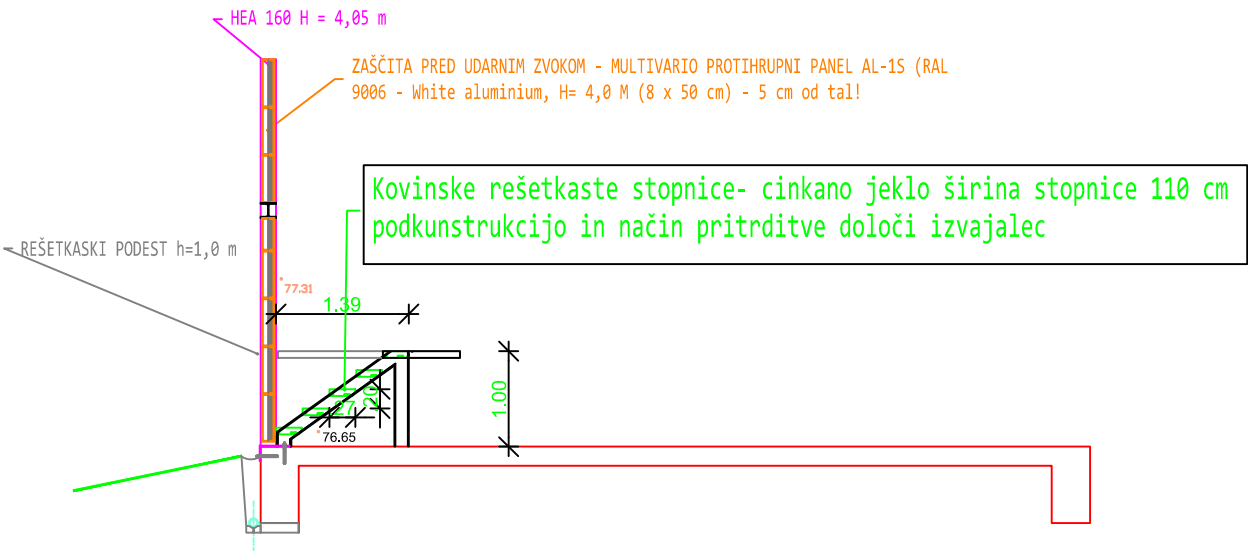 HEA 160 H = 4,05 m
ZAŠČITA PRED UDARNIM ZVOKOM - MULTIVARIO PROTIHRUPNI PANEL AL-1S (RAL
9006 - White aluminium, H= 4,0 M (8 x 50 cm) - 5 cm od tal!
Kovinske rešetkaste stopnice- cinkano jeklo širina stopnice 110 cm
podkunstrukcijo in način pritrditve določi izvajalec
REŠETKASKI PODEST h=1,0 m
77.31
1.39
1.00
20
27
76.65